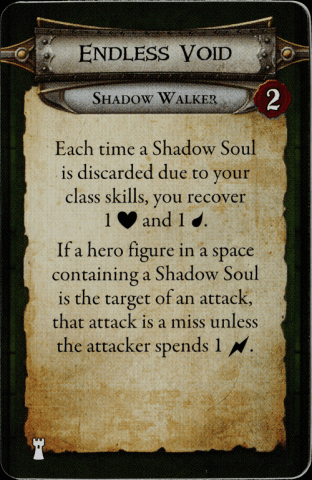 Endless Void
Shadow Walker
2
Each time a Shadow Soul
is discarded due to your
class skills, you recover
1 ♥ and 1 .
If a hero figure in a space
containing a Shadow Soul
is the target of an attack,
that attack is a miss unless
the attacker spends 1 .